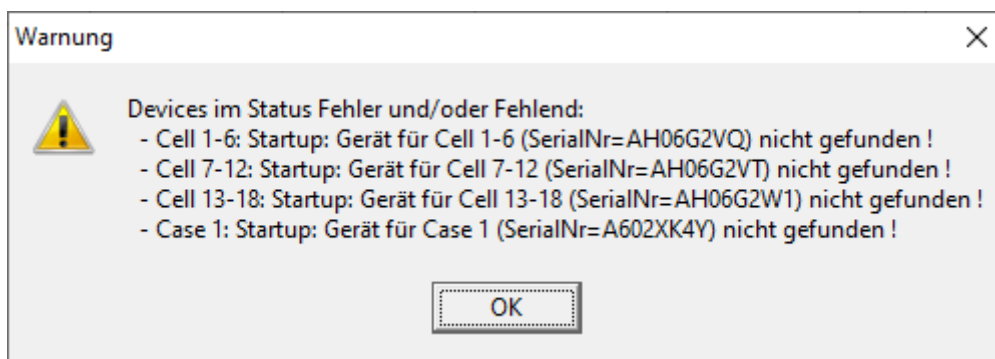 Warnung
Devices im Status Fehler und/oder Fehlend:
- Cell 1-6: Startup: Gerät für Cell 1-6 (SerialNr=AH06G2VQ) nicht gefunden !
- Cell 7-12: Startup: Gerät für Cell 7-12 (SerialNr=AH06G2VT) nicht gefunden !
- Cell 13-18: Startup: Gerät für Cell 13-18 (SerialNr=AH06G2W1) nicht gefunden !
- Case 1: Startup: Gerät für Case 1 (SerialNr=A602XK4Y) nicht gefunden !
OK